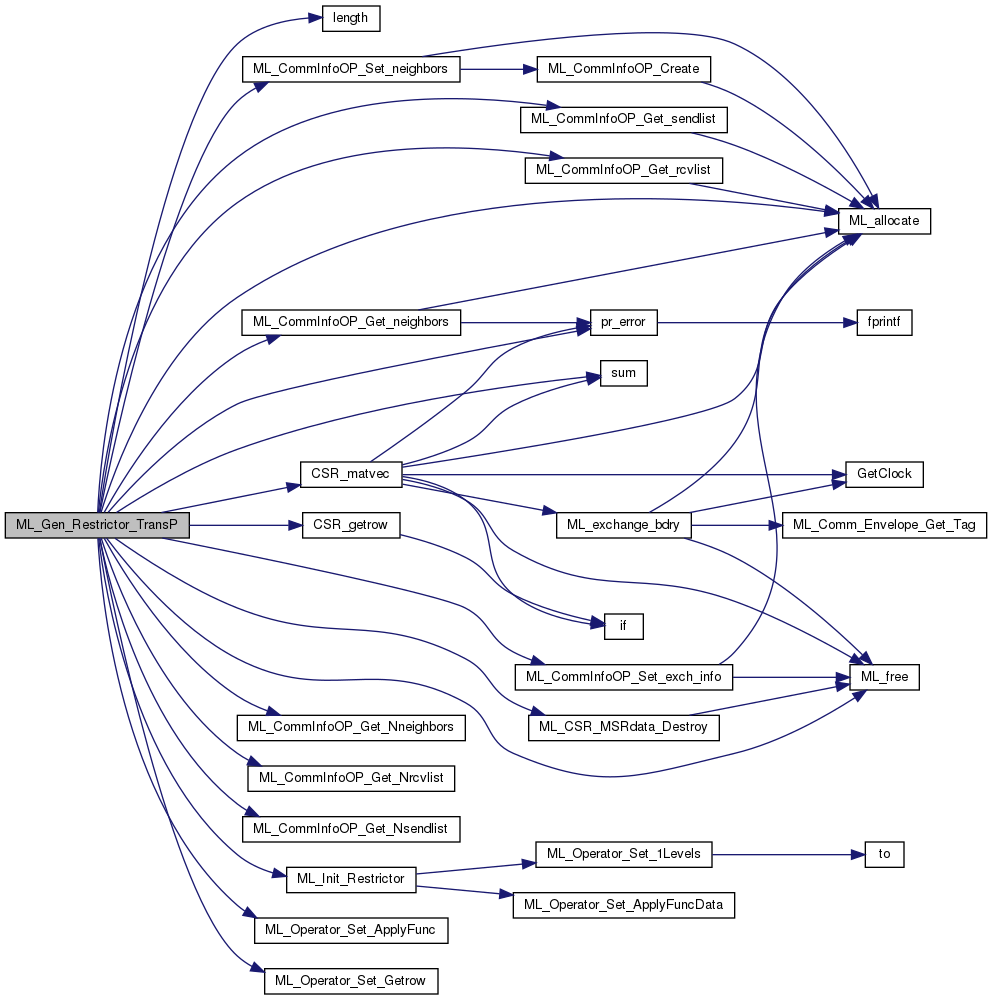 length
ML_CommInfoOP_Set_neighbors
ML_CommInfoOP_Create
ML_CommInfoOP_Get_sendlist
ML_CommInfoOP_Get_rcvlist
ML_allocate
ML_CommInfoOP_Get_neighbors
pr_error
fprintf
sum
CSR_matvec
GetClock
ML_Gen_Restrictor_TransP
CSR_getrow
ML_exchange_bdry
ML_Comm_Envelope_Get_Tag
if
ML_CommInfoOP_Set_exch_info
ML_free
ML_CommInfoOP_Get_Nneighbors
ML_CSR_MSRdata_Destroy
ML_CommInfoOP_Get_Nrcvlist
ML_CommInfoOP_Get_Nsendlist
ML_Operator_Set_1Levels
to
ML_Init_Restrictor
ML_Operator_Set_ApplyFuncData
ML_Operator_Set_ApplyFunc
ML_Operator_Set_Getrow